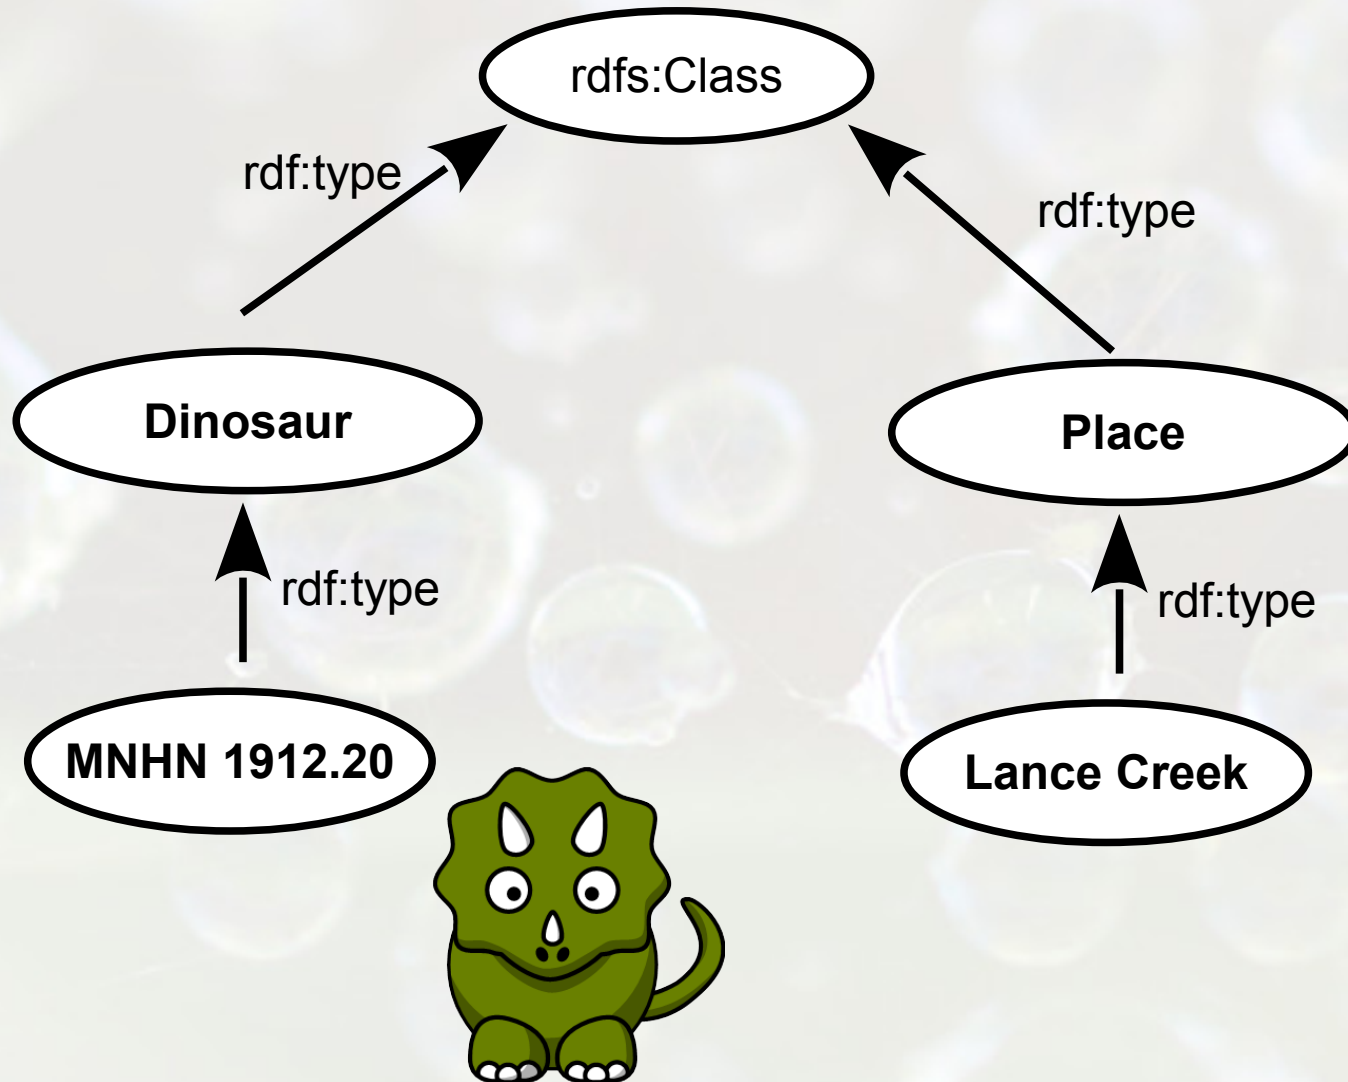 rdfs:Class
rdf:type
rdf:type
Dinosaur
Place
rdf:type
rdf:type
MNHN 1912.20
Lance Creek